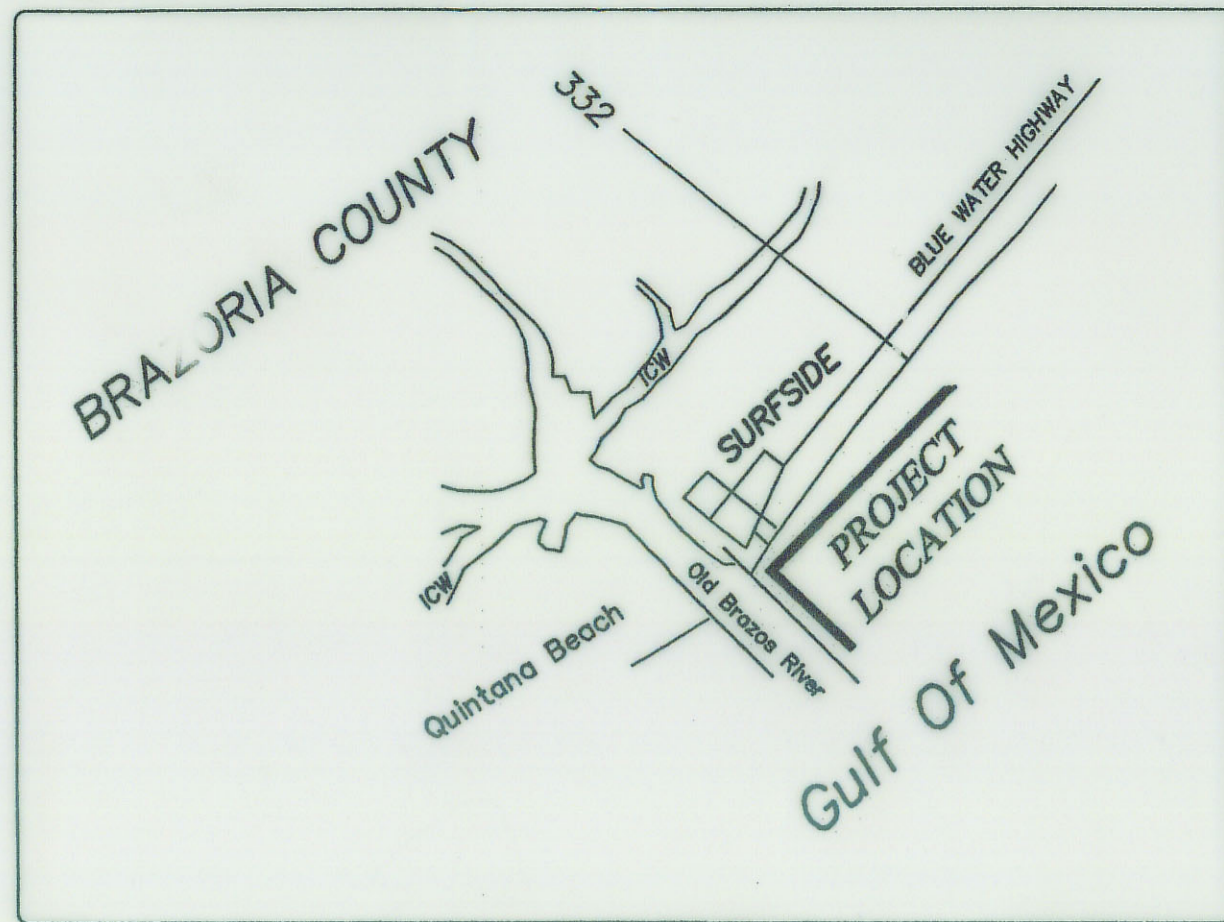 332
BRAZORIA COUNTY
BLUE WATER HIGHWAY
ICW
SURFSIDE
PROJECT
LOCATION
ICW
Old Brazos River
Quintana Beach
Gulf Of Mexico